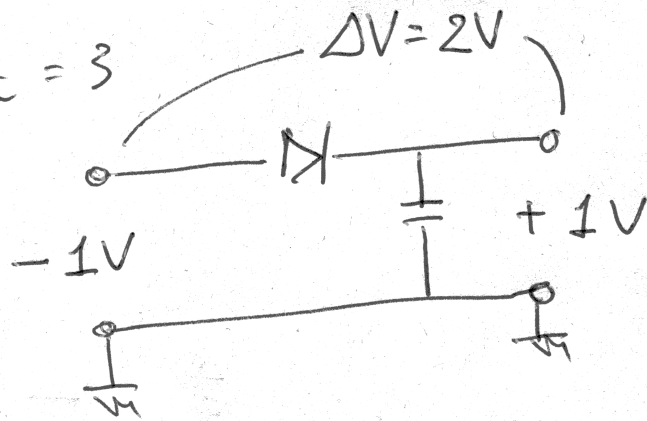 ΔV = 2V
= 3
- 1V
+ 1V